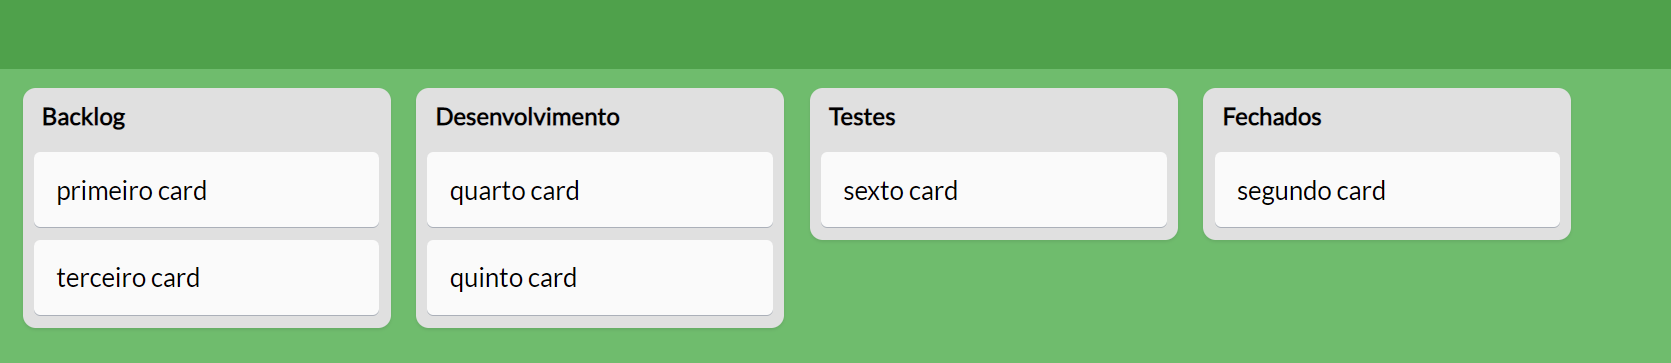 Backlog
primeiro card
terceiro card
Desenvolvimento
quarto card
quinto card
Testes
sexto card
Fechados
segundo card